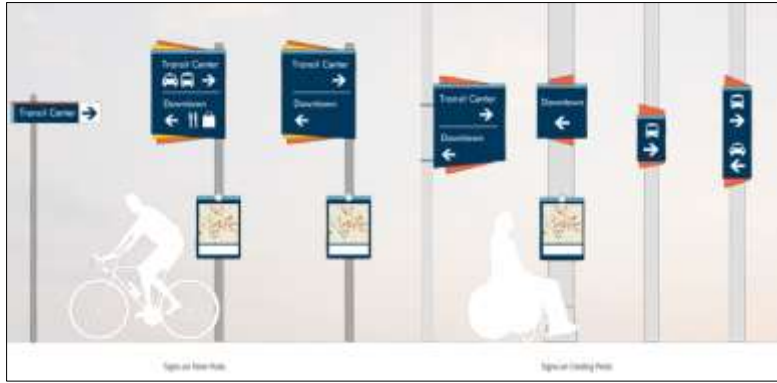 Transit Center
Transit Center
Downtown
Transit Center
Downtown
Transit Center
Downtown
Downtown
Signs on New Posts
Signs on Existing Posts